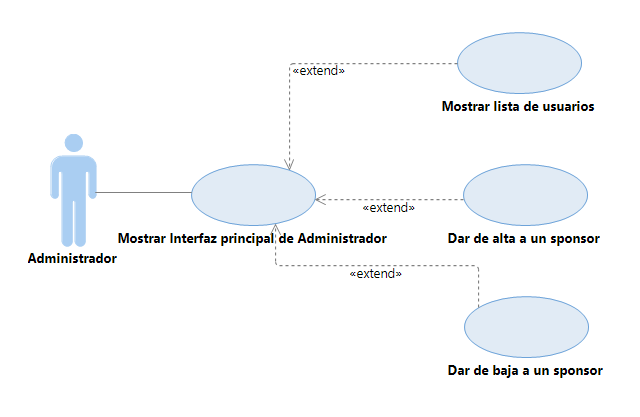 «extend»
Mostrar lista de usuarios
«extend»
Mostrar Interfaz principal de Administrador
Dar de alta a un sponsor
Administrador
«extend»
Dar de baja a un sponsor